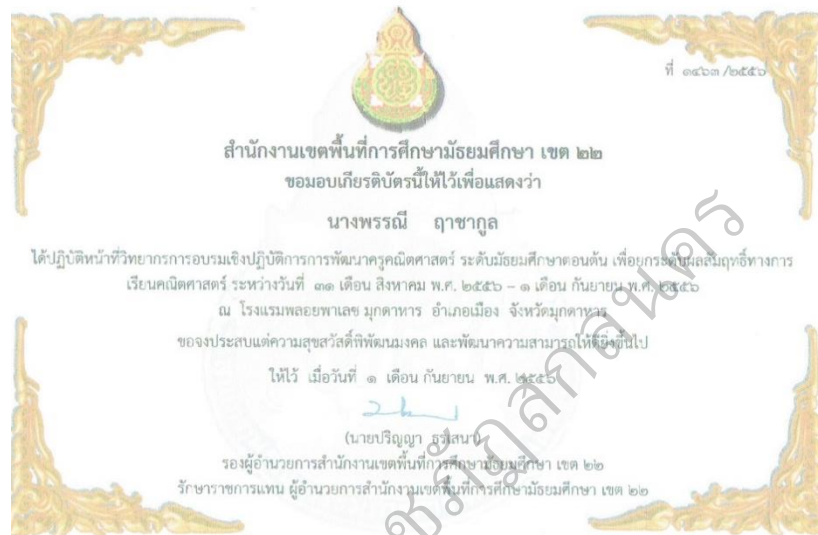 ที่ ๑๔๖๓ /๒๕๕๖
สำนักงานเขตพื้นที่การศึกษามัธยมศึกษา เขต ๒๒
ขอมอบเกียรติบัตรนี้ให้ไว้เพื่อแสดงว่า
นางพรรณี ฤาชากูล
ได้ปฏิบัติหน้าที่วิทยากรการอบรมเชิงปฏิบัติการการพัฒนาครูคณิตศาสตร์ ระดับมัธยมศึกษาตอนต้น เพื่อยกระดับผลสัมฤทธิ์ทางการ
เรียนคณิตศาสตร์ ระหว่างวันที่ ๓๑ เดือน สิงหาคม พ.ศ. ๒๕๕๖ – ๑ เดือน กันยายน พ.ศ. ๒๕๕๖
ณ โรงแรมพลอยพาเลซ มุกดาหาร อำเภอเมือง จังหวัดมุกดาหาร
ขอจงประสบแต่ความสุขสวัสดิ์พิพัฒนมงคล และพัฒนาความสามารถให้ดียิ่งขึ้นไป
ให้ไว้ เมื่อวันที่ ๑ เดือน กันยายน พ.ศ. ๒๕๕๖
(นายปริญญา ธุรเสนา)
รองผู้อำนวยการสำนักงานเขตพื้นที่การศึกษามัธยมศึกษา เขต ๒๒
รักษาราชการแทน ผู้อำนวยการสำนักงานเขตพื้นที่การศึกษามัธยมศึกษา เขต ๒๒